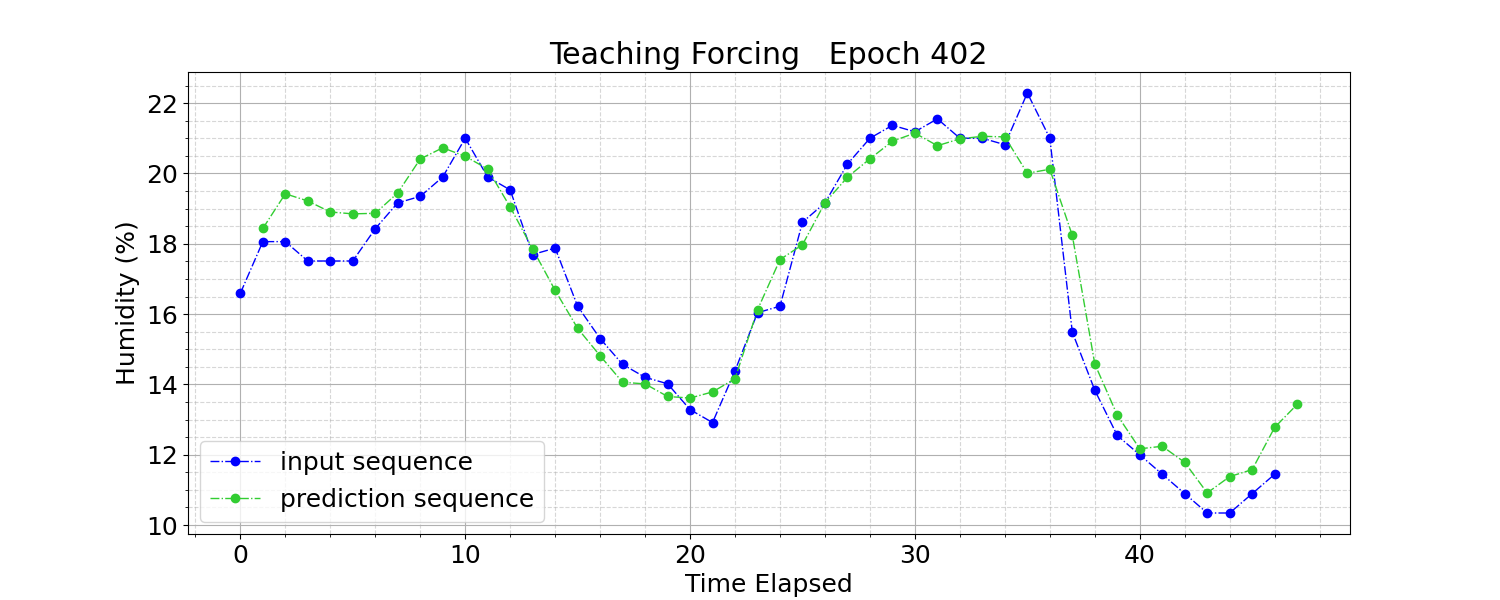 Teaching Forcing   Epoch 402
22
20
18
16
14
12
10
Humidity (%)
input sequence
prediction sequence
0 10 20 30 40
Time Elapsed